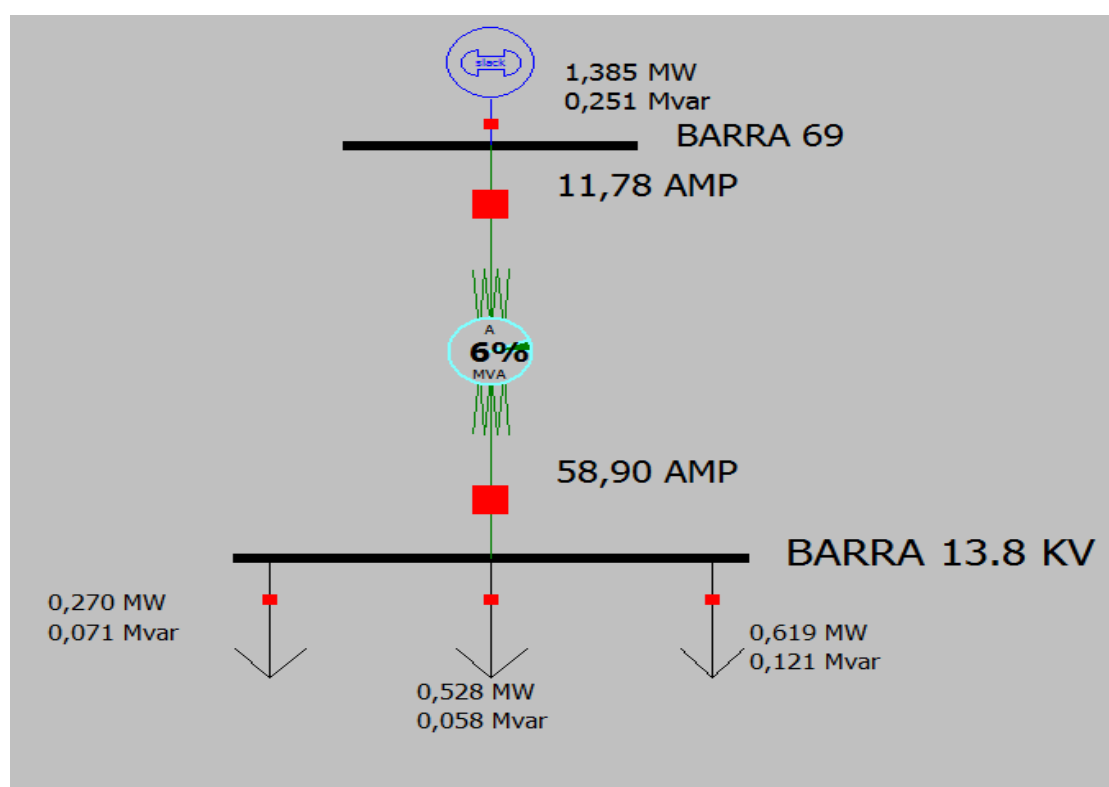 slack
1,385 MW
0,251 Mvar
BARRA 69
11,78 AMP
A
6%
MVA
58,90 AMP
BARRA 13.8 KV
0,270 MW
0,071 Mvar
0,528 MW
0,058 Mvar
0,619 MW
0,121 Mvar